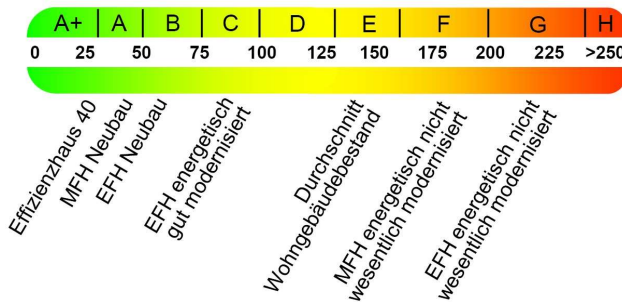 A+ A B C D E F G H
0 25 50 75 100 125 150 175 200 225 >250
Effizienzhaus 40
MFH Neubau
EFH Neubau
EFH energetisch
gut modernisiert
Durchschnitt
Wohngebäudebestand
MFH energetisch nicht
wesentlich modernisiert
EFH energetisch nicht
wesentlich modernisiert